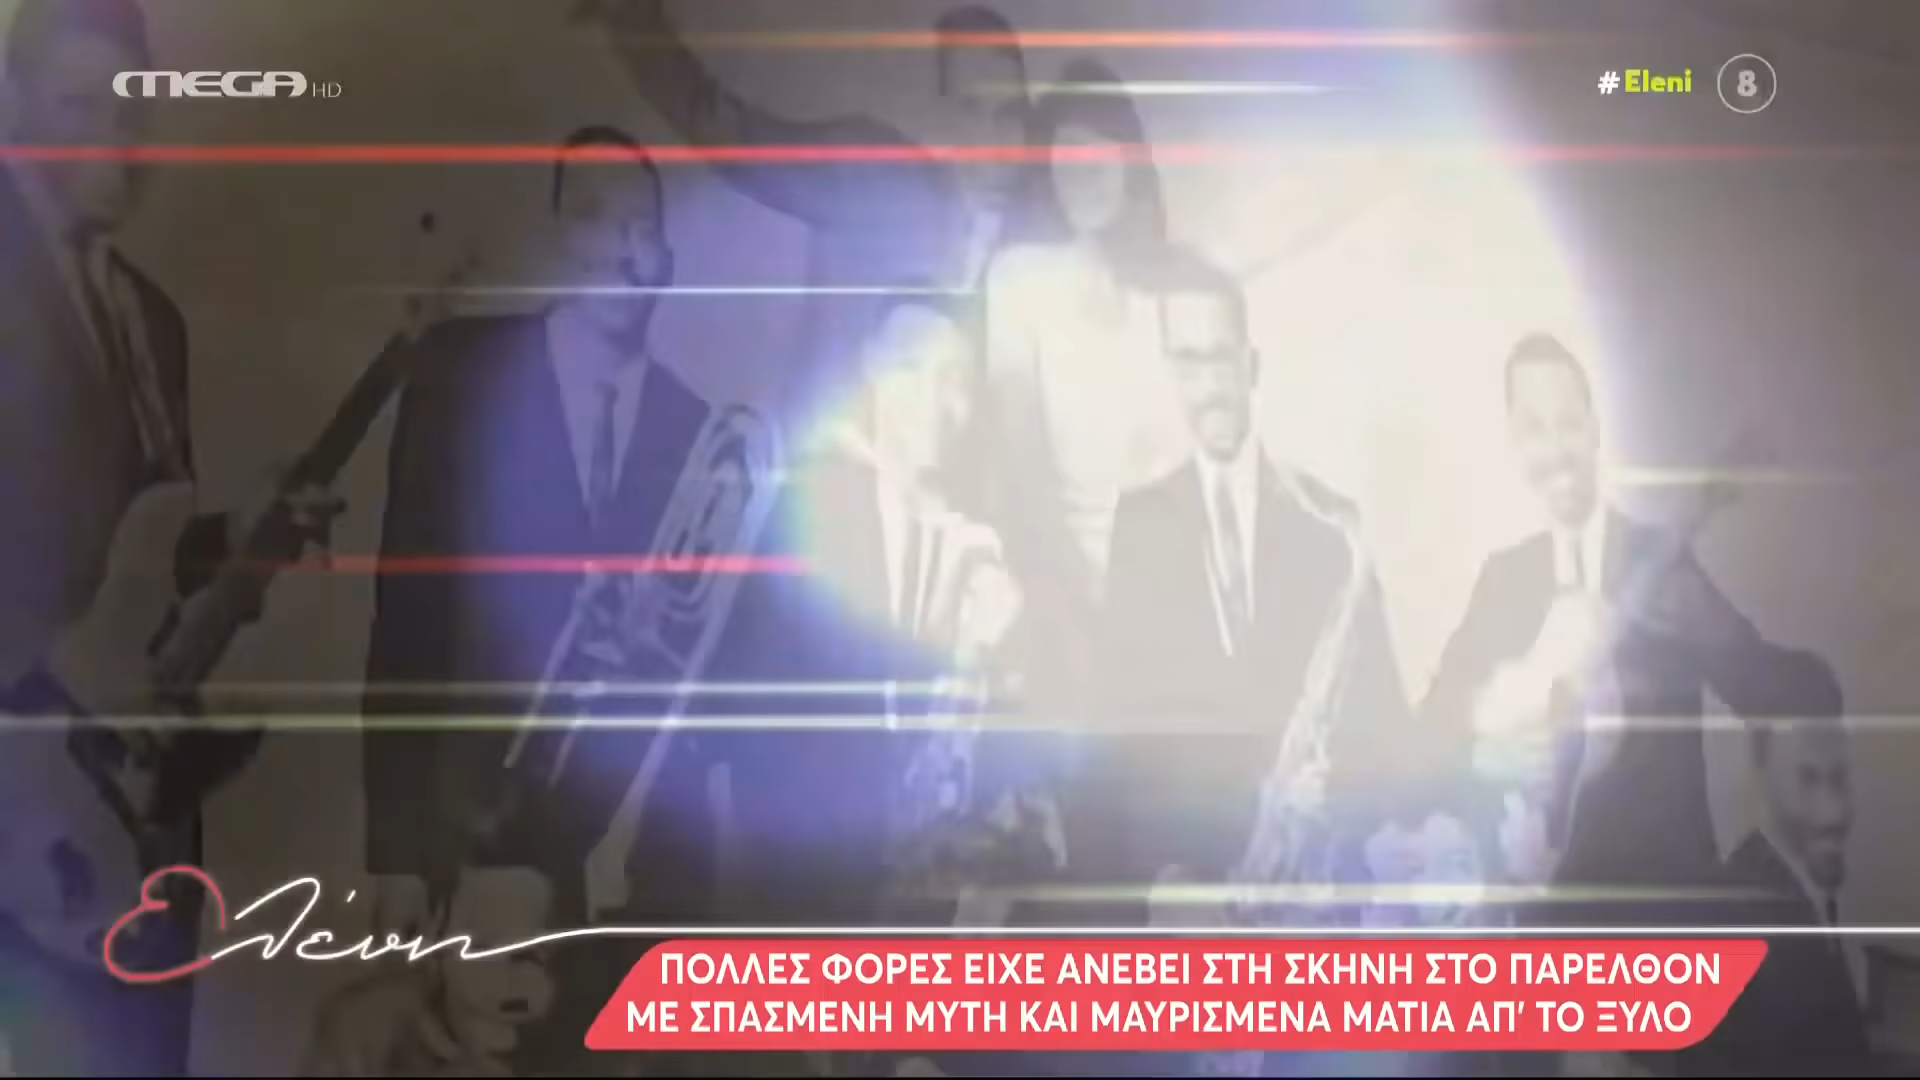 MEGA HD
#Eleni 8
Ελένη
ΠΟΛΛΕΣ ΦΟΡΕΣ ΕΙΧΕ ΑΝΕΒΕΙ ΣΤΗ ΣΚΗΝΗ ΣΤΟ ΠΑΡΕΛΘΟΝ
ΜΕ ΣΠΑΣΜΕΝΗ ΜΥΤΗ ΚΑΙ ΜΑΥΡΙΣΜΕΝΑ ΜΑΤΙΑ ΑΠ' ΤΟ ΞΥΛΟ